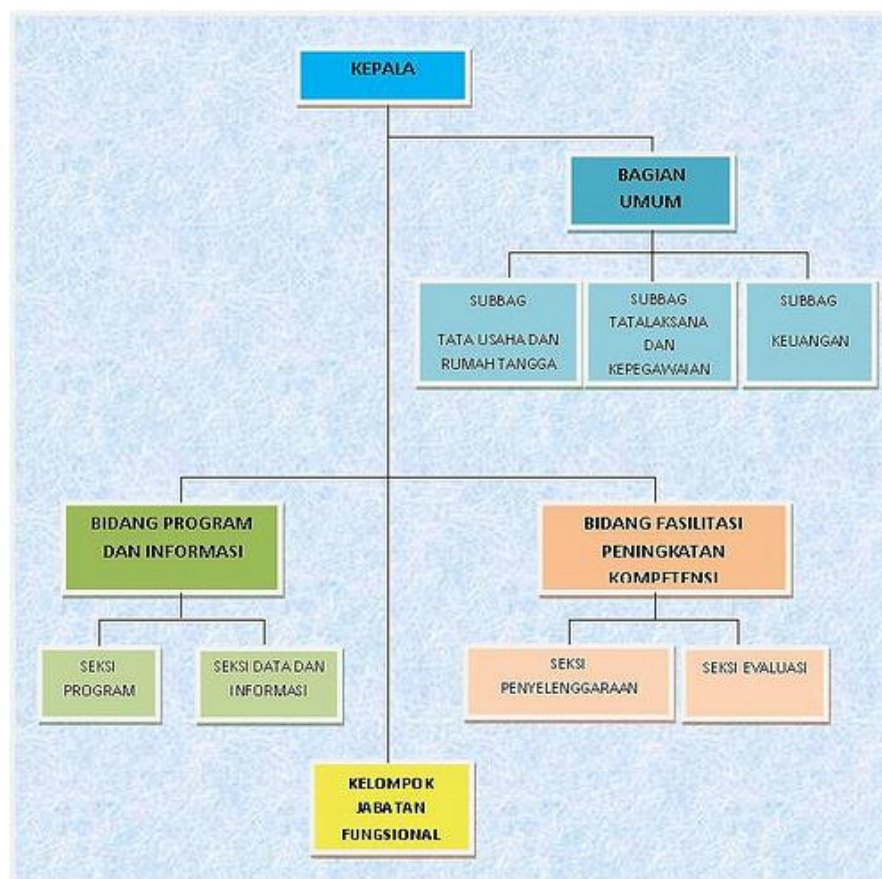 KEPALA
BAGIAN
UMUM
SUBBAG
TATA USAHA DAN
RUMAH TANGGA
SUBBAG
TATALAKSANA
DAN
KEPEGAWAIAN
SUBBAG
KEUANGAN
BIDANG PROGRAM
DAN INFORMASI
BIDANG FASILITASI
PENINGKATAN
KOMPETENSI
SEKSI
PROGRAM
SEKSI DATA DAN
INFORMASI
SEKSI
PENYELENGGARAAN
SEKSI EVALUASI
KELOMPOK
JABATAN
FUNGSIONAL